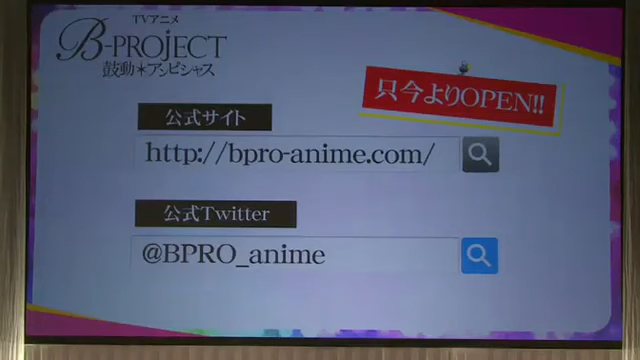 TVアニメ
B-PROJECT
鼓動＊アンビシャス
只今よりOPEN!!
公式サイト
http://bpro-anime.com/
公式Twitter
@BPRO_anime